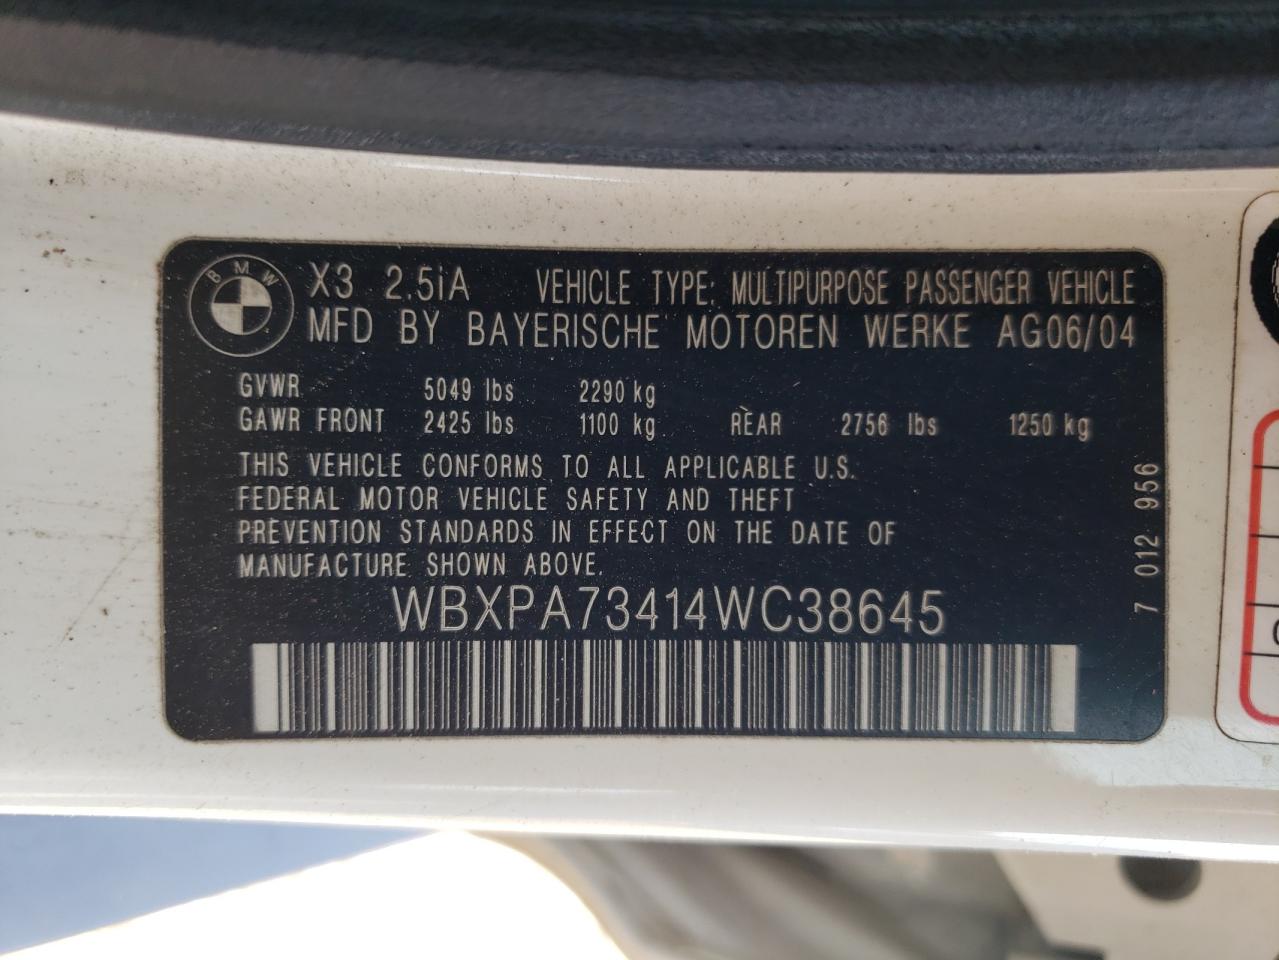 BMW
X3 2.5iA VEHICLE TYPE: MULTIPURPOSE PASSENGER VEHICLE
MFD BY BAYERISCHE MOTOREN WERKE AG06/04
GVWR 5049 lbs 2290 kg
GAWR FRONT 2425 lbs 1100 kg REAR 2756 lbs 1250 kg
THIS VEHICLE CONFORMS TO ALL APPLICABLE U.S.
FEDERAL MOTOR VEHICLE SAFETY AND THEFT
PREVENTION STANDARDS IN EFFECT ON THE DATE OF
MANUFACTURE SHOWN ABOVE.
WBXPA73414WC38645
7 012 956